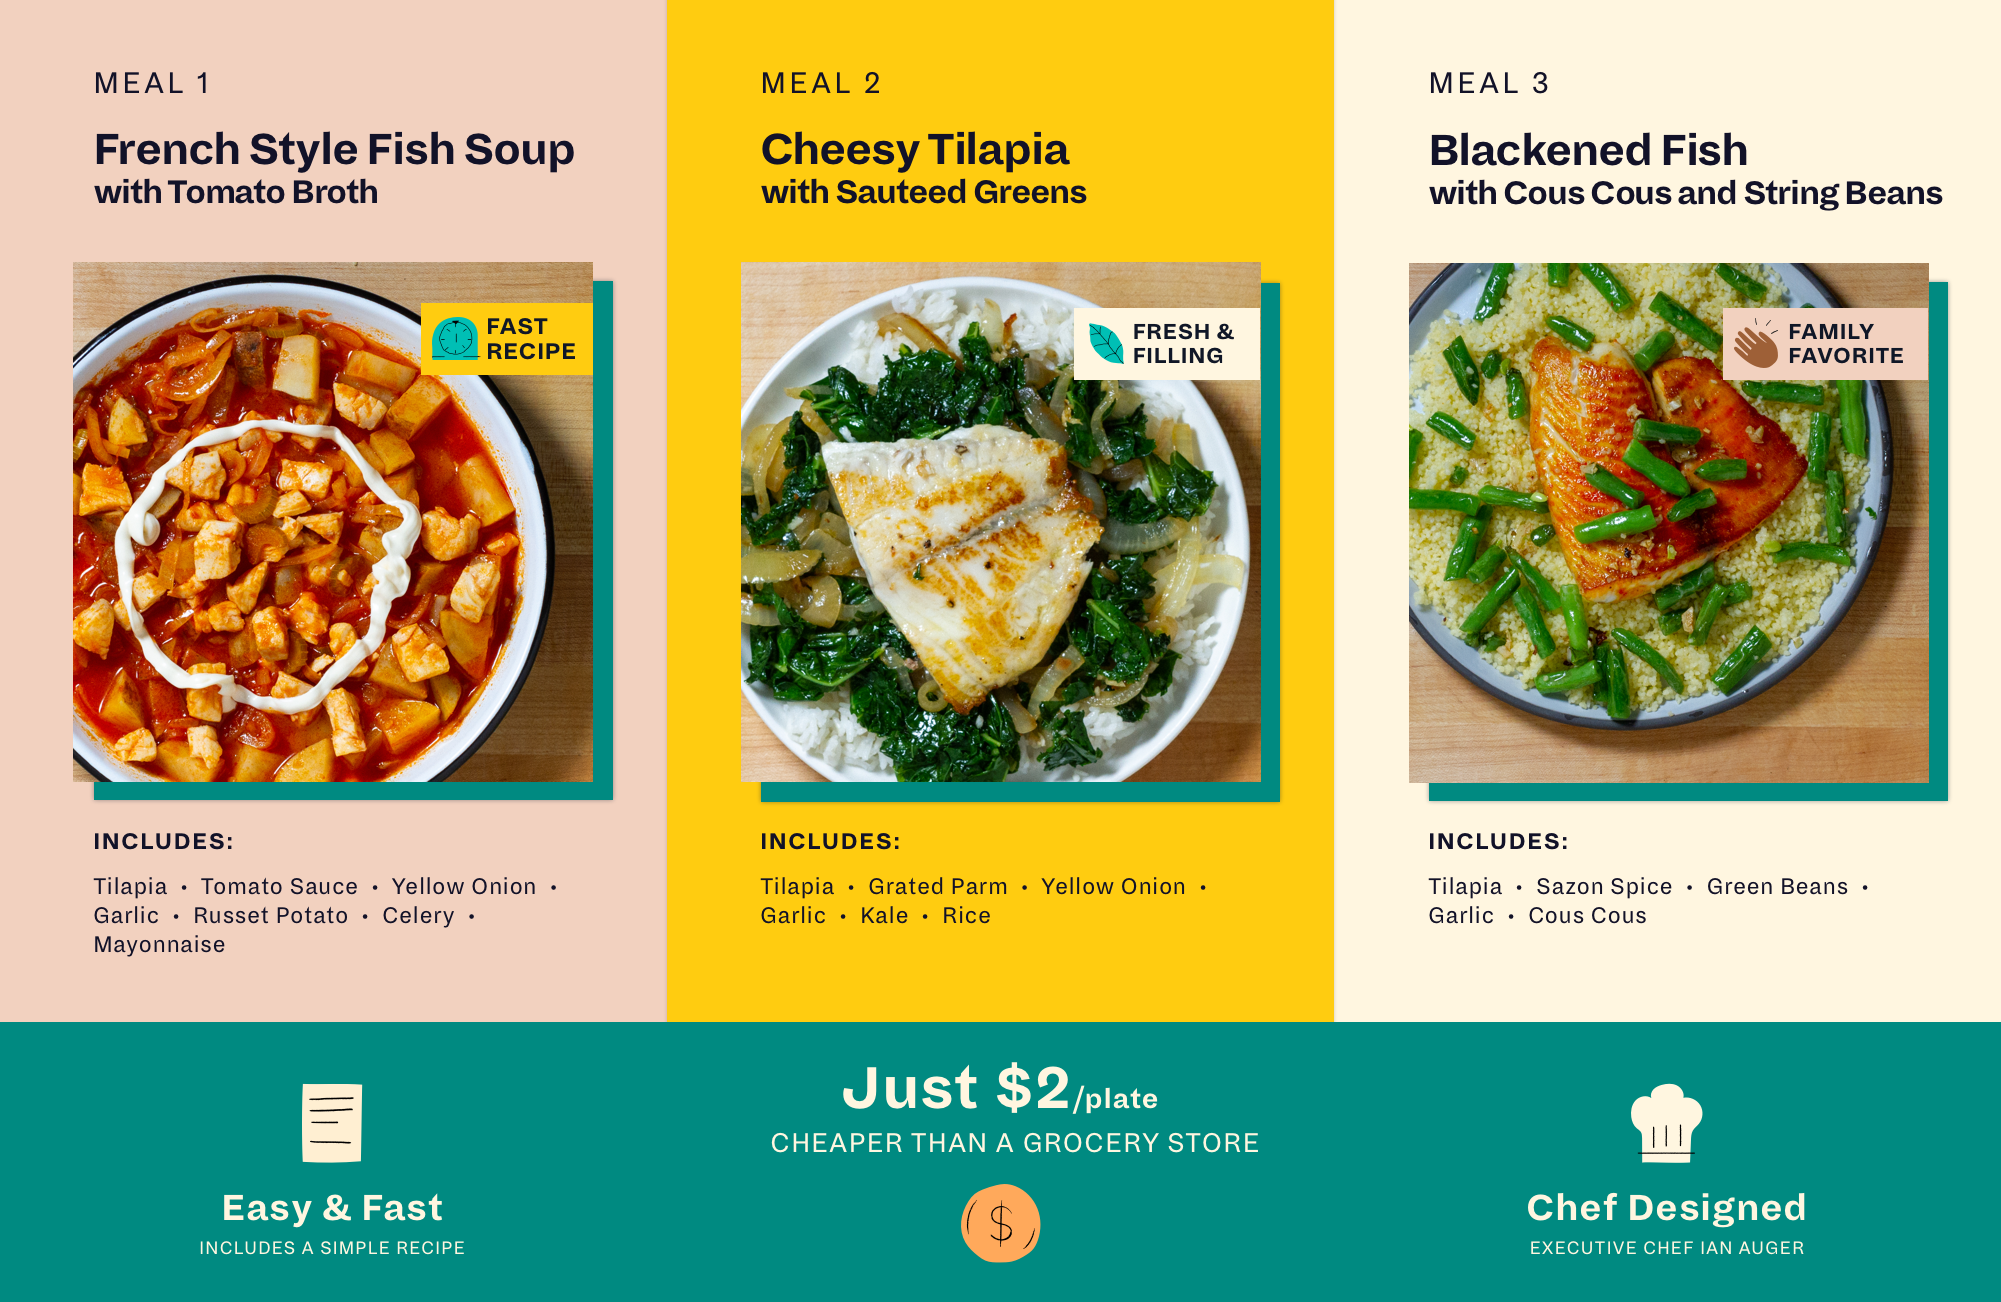 MEAL 1
French Style Fish Soup
with Tomato Broth
FAST
RECIPE
INCLUDES:
Tilapia • Tomato Sauce • Yellow Onion •
Garlic • Russet Potato • Celery •
Mayonnaise
MEAL 2
Cheesy Tilapia
with Sauteed Greens
FRESH &
FILLING
INCLUDES:
Tilapia • Grated Parm • Yellow Onion •
Garlic • Kale • Rice
MEAL 3
Blackened Fish
with Cous Cous and String Beans
FAMILY
FAVORITE
INCLUDES:
Tilapia • Sazon Spice • Green Beans •
Garlic • Cous Cous
Easy & Fast
INCLUDES A SIMPLE RECIPE
Just $2/plate
CHEAPER THAN A GROCERY STORE
$
Chef Designed
EXECUTIVE CHEF IAN AUGER